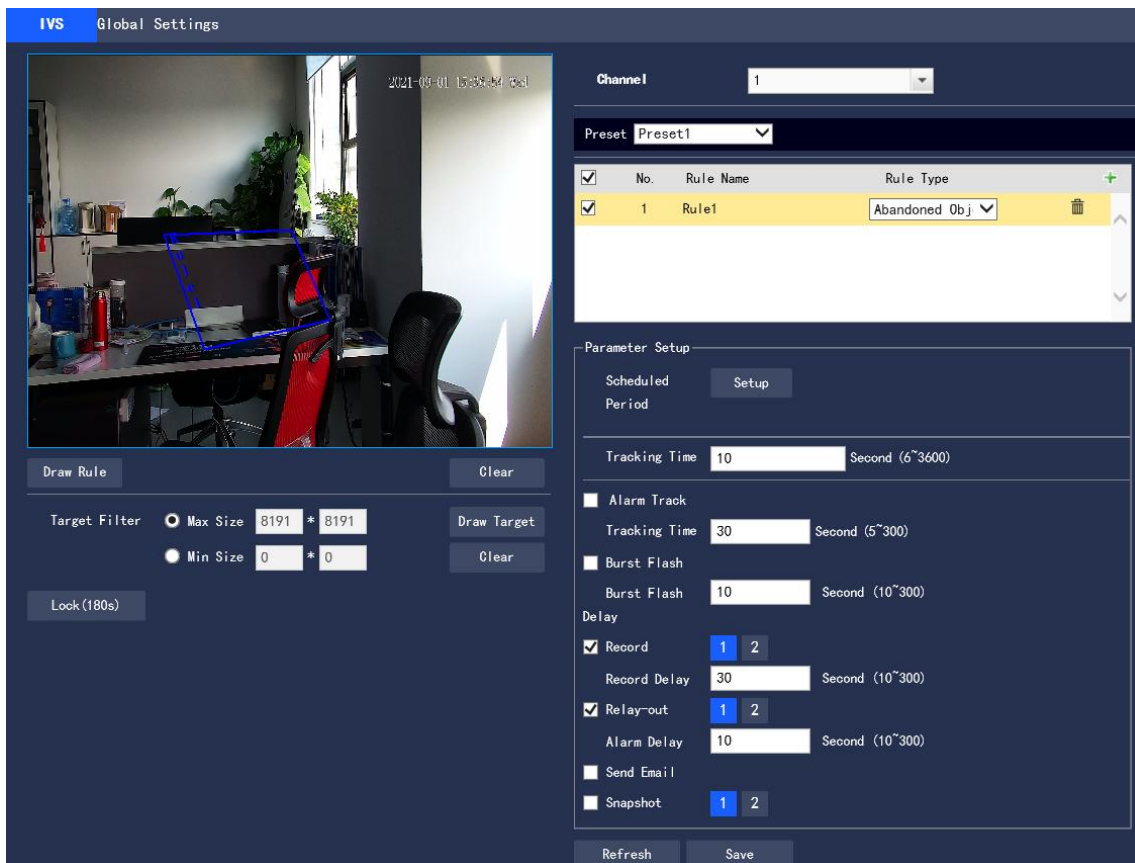 IVS Global Settings
2021-09-01 Wed
Channel 1
Preset Preset1
No. Rule Name Rule Type +
1 Rule1 Abandoned Obj
Parameter Setup
Scheduled Period Setup
Tracking Time 10 Second (6~3600)
Alarm Track
Tracking Time 30 Second (5~300)
Burst Flash
Burst Flash Delay 10 Second (10~300)
Record 1 2
Record Delay 30 Second (10~300)
Relay-out 1 2
Alarm Delay 10 Second (10~300)
Send Email
Snapshot 1 2
Refresh Save
Draw Rule Clear
Target Filter Max Size 8191 * 8191 Draw Target
Min Size 0 * 0 Clear
Lock(180s)